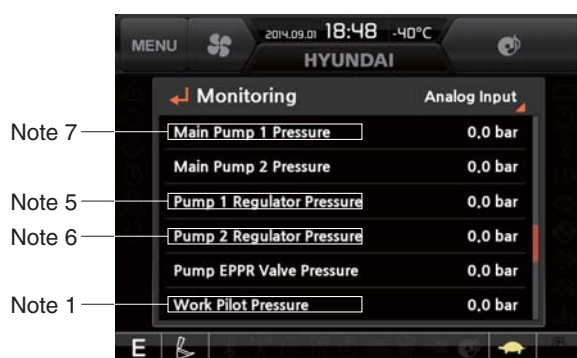 MENU
2014.09.01 18:48 -40°C
HYUNDAI
Monitoring Analog Input
Note 7 Main Pump 1 Pressure 0.0 bar
Main Pump 2 Pressure 0.0 bar
Note 5 Pump 1 Regulator Pressure 0.0 bar
Note 6 Pump 2 Regulator Pressure 0.0 bar
Pump EPPR Valve Pressure 0.0 bar
Note 1 Work Pilot Pressure 0.0 bar
E